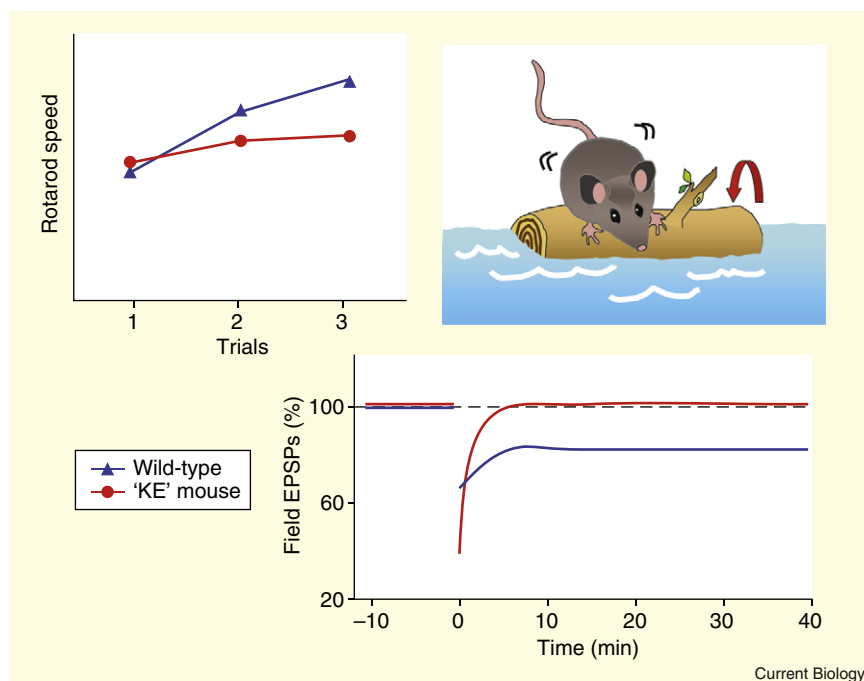 Rotarod speed
1 2 3
Trials
Wild-type
'KE' mouse
Field EPSPs (%)
100
60
20
–10 0 10 20 30 40
Time (min)
Current Biology